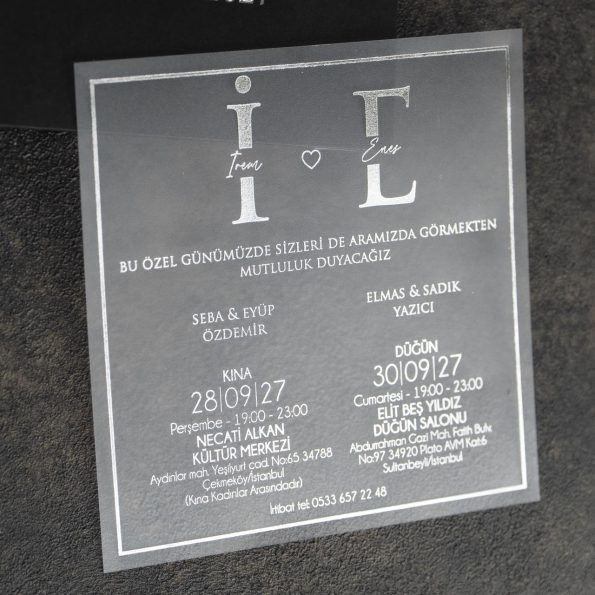 İ E
İrem Enes
BU ÖZEL GÜNÜMÜZDE SİZLERİ DE ARAMIZDA GÖRMEKTEN
MUTLULUK DUYACAĞIZ
SEBA & EYÜP
ÖZDEMİR
ELMAS & SADIK
YAZICI
KINA
28|09|27
Perşembe - 19:00 - 23:00
NECATİ ALKAN
KÜLTÜR MERKEZİ
Aydınlar mah. Yeşilyurt cad. No:65 34788
Çekmeköy/İstanbul
(Kına Kadınlar Arasındadır)
DÜĞÜN
30|09|27
Cumartesi - 19:00 - 23:00
ELİT BEŞ YILDIZ
DÜĞÜN SALONU
Abdurrahman Gazi Mah. Fatih Bulv.
No:97 34920 Plato AVM Kat:6
Sultanbeyli/İstanbul
İrtibat tel : 0533 657 22 48